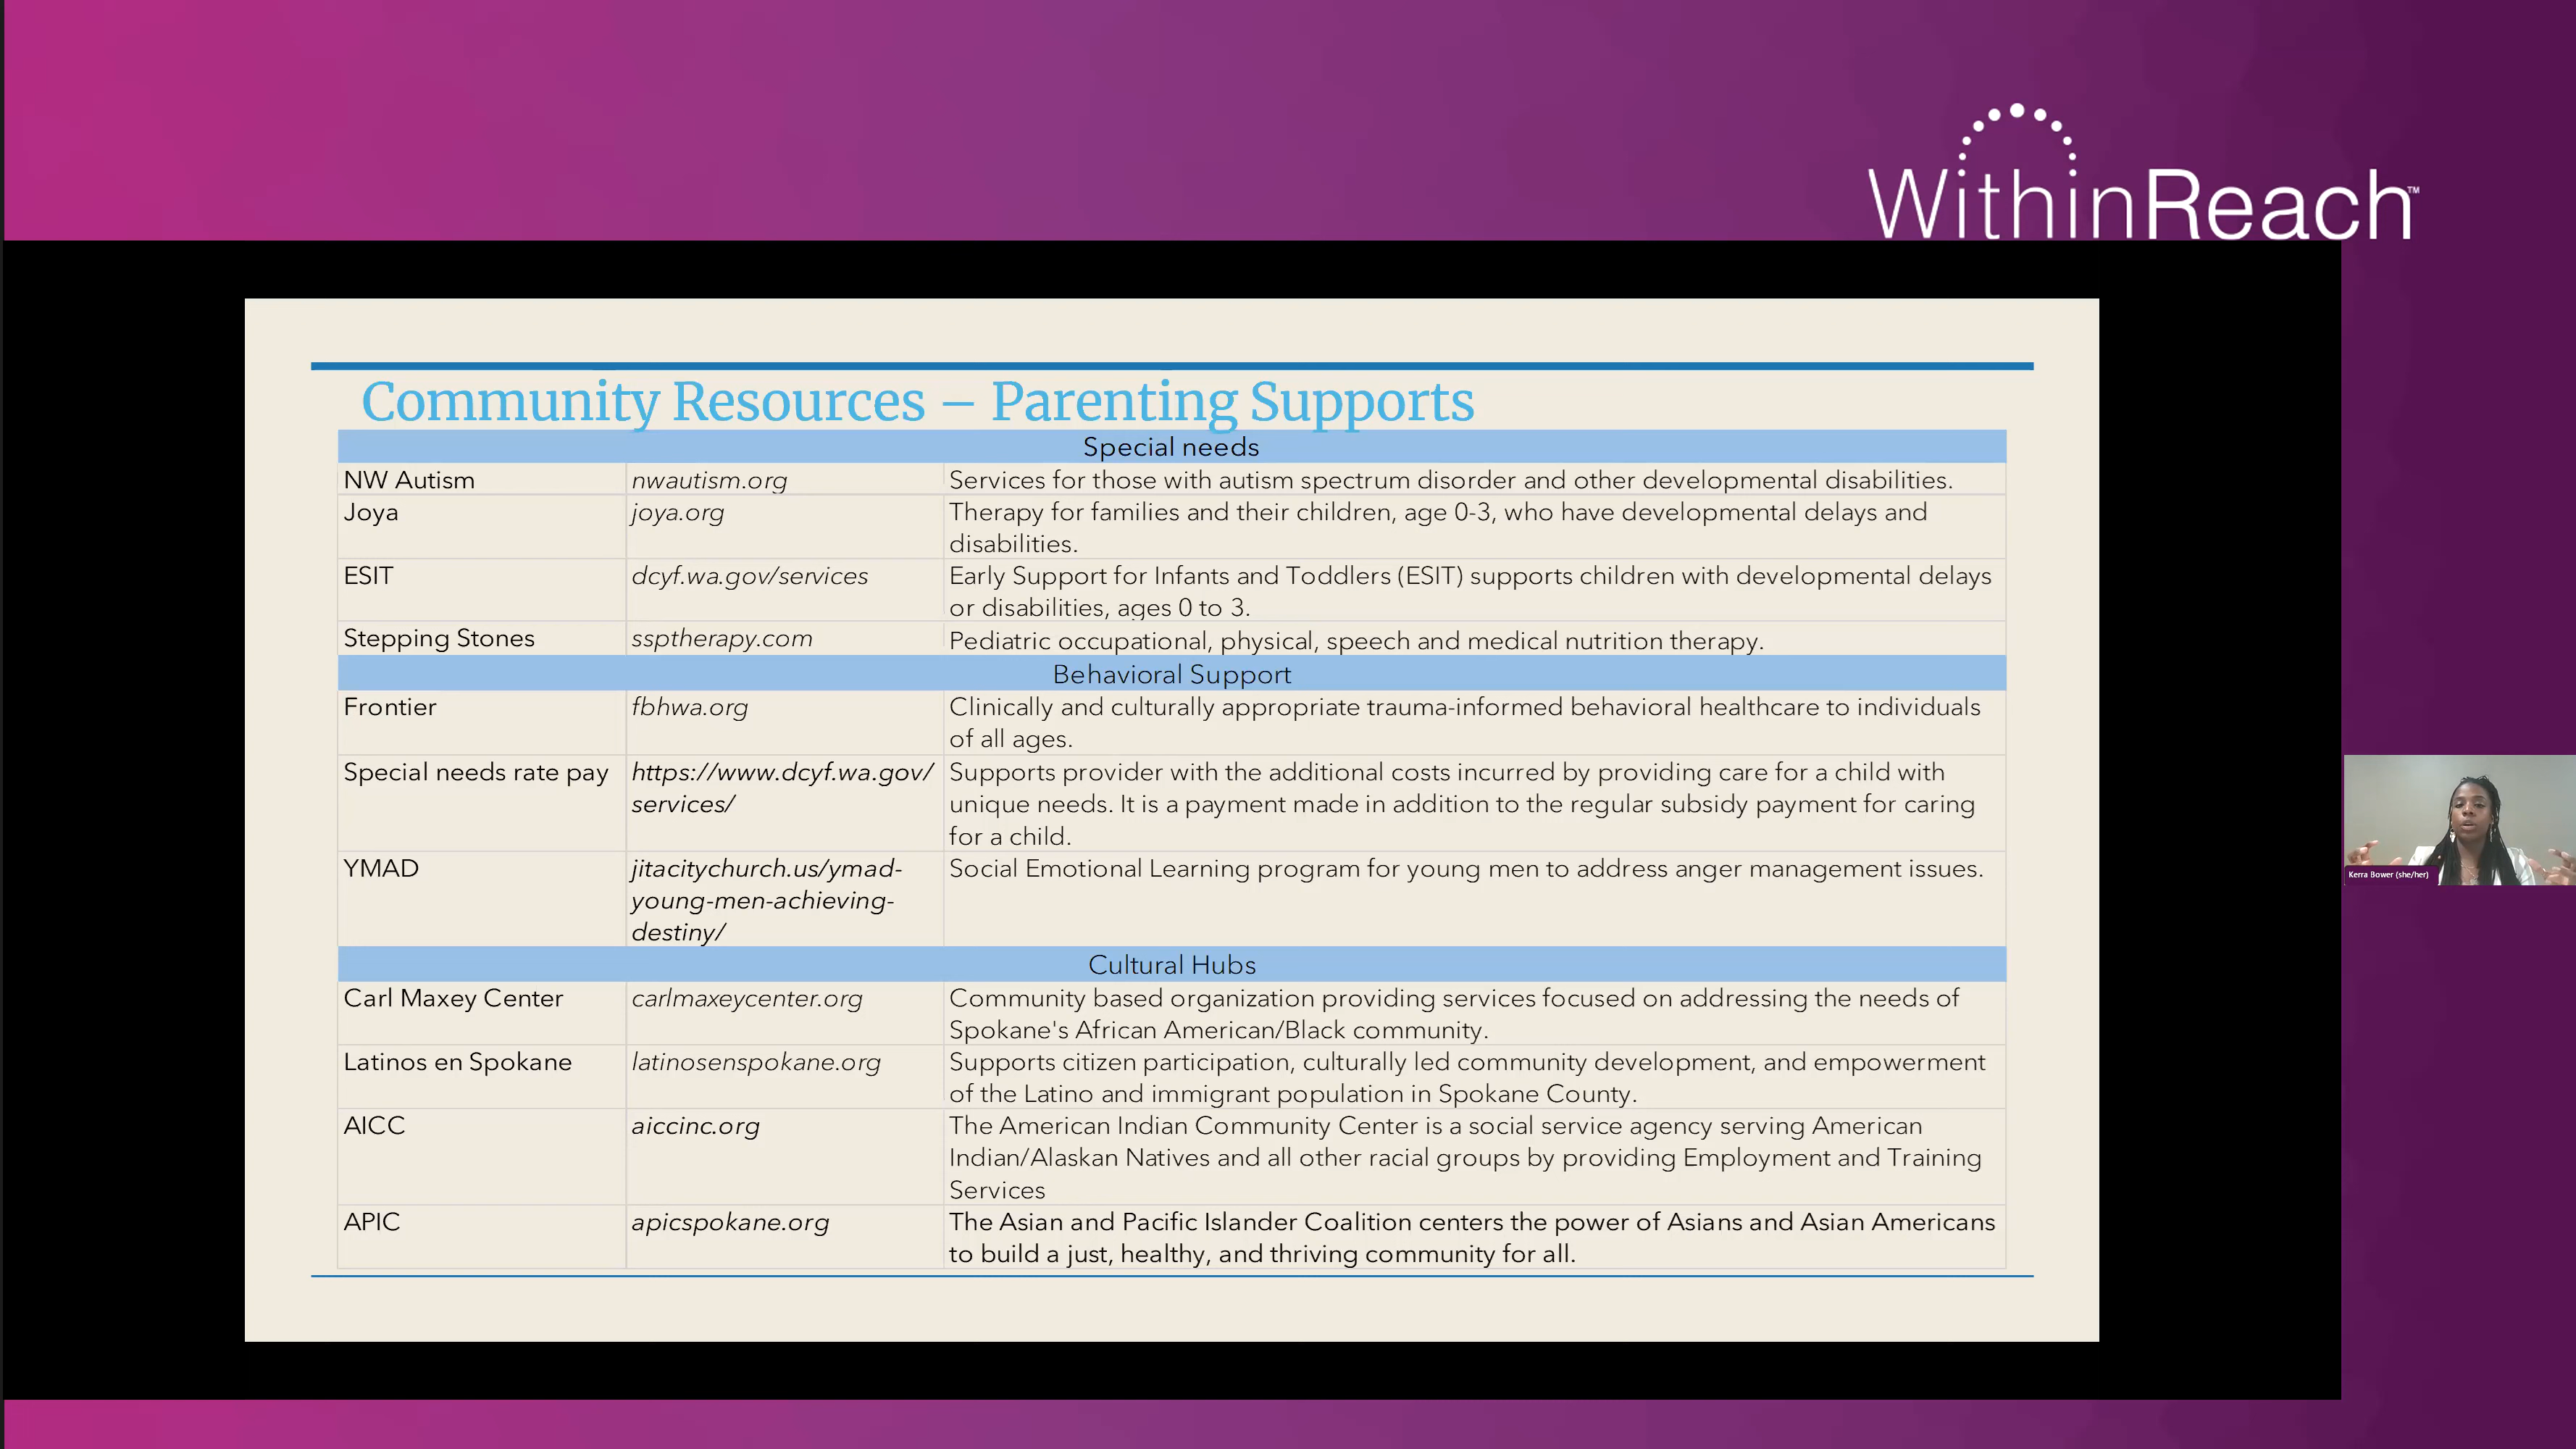 WithinReach™
Community Resources – Parenting Supports
Special needs
NW Autism
nwautism.org
Services for those with autism spectrum disorder and other developmental disabilities.
Joya
joya.org
Therapy for families and their children, age 0-3, who have developmental delays and
disabilities.
ESIT
dcyf.wa.gov/services
Early Support for Infants and Toddlers (ESIT) supports children with developmental delays
or disabilities, ages 0 to 3.
Stepping Stones
ssptherapy.com
Pediatric occupational, physical, speech and medical nutrition therapy.
Behavioral Support
Frontier
fbhwa.org
Clinically and culturally appropriate trauma-informed behavioral healthcare to individuals
of all ages.
Special needs rate pay
https://www.dcyf.wa.gov/
services/
Supports provider with the additional costs incurred by providing care for a child with
unique needs. It is a payment made in addition to the regular subsidy payment for caring
for a child.
YMAD
jitacitychurch.us/ymad-
young-men-achieving-
destiny/
Social Emotional Learning program for young men to address anger management issues.
Cultural Hubs
Carl Maxey Center
carlmaxeycenter.org
Community based organization providing services focused on addressing the needs of
Spokane's African American/Black community.
Latinos en Spokane
latinosenspokane.org
Supports citizen participation, culturally led community development, and empowerment
of the Latino and immigrant population in Spokane County.
AICC
aiccinc.org
The American Indian Community Center is a social service agency serving American
Indian/Alaskan Natives and all other racial groups by providing Employment and Training
Services
APIC
apicspokane.org
The Asian and Pacific Islander Coalition centers the power of Asians and Asian Americans
to build a just, healthy, and thriving community for all.
Kerra Bower (she/her)